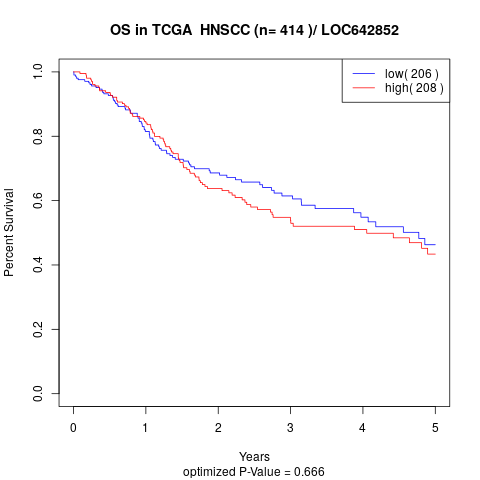 OS in TCGA  HNSCC (n= 414 )/ LOC642852
low( 206 )
high( 208 )
Percent Survival
1.0
0.8
0.6
0.4
0.2
0.0
0 1 2 3 4 5
Years
optimized P-Value = 0.666